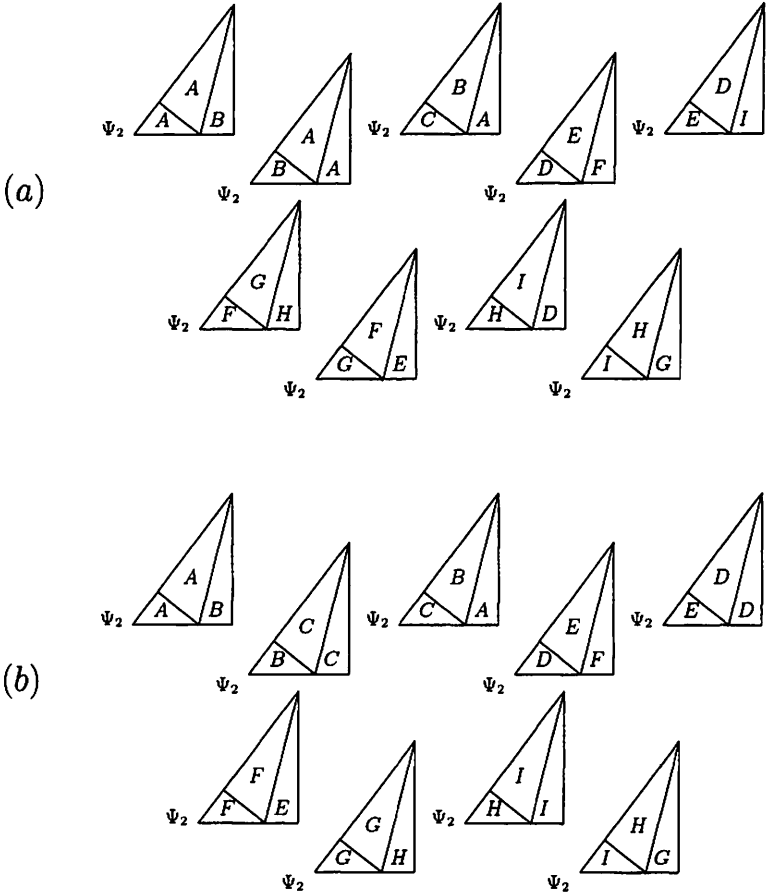 (a)
A A B Ψ₂
A B A Ψ₂
B C A Ψ₂
E D F Ψ₂
D E I Ψ₂
G F H Ψ₂
F G E Ψ₂
I H D Ψ₂
H I G Ψ₂
(b)
A A B Ψ₂
C B C Ψ₂
B C A Ψ₂
E D F Ψ₂
D E D Ψ₂
F F E Ψ₂
G G H Ψ₂
I H I Ψ₂
H I G Ψ₂